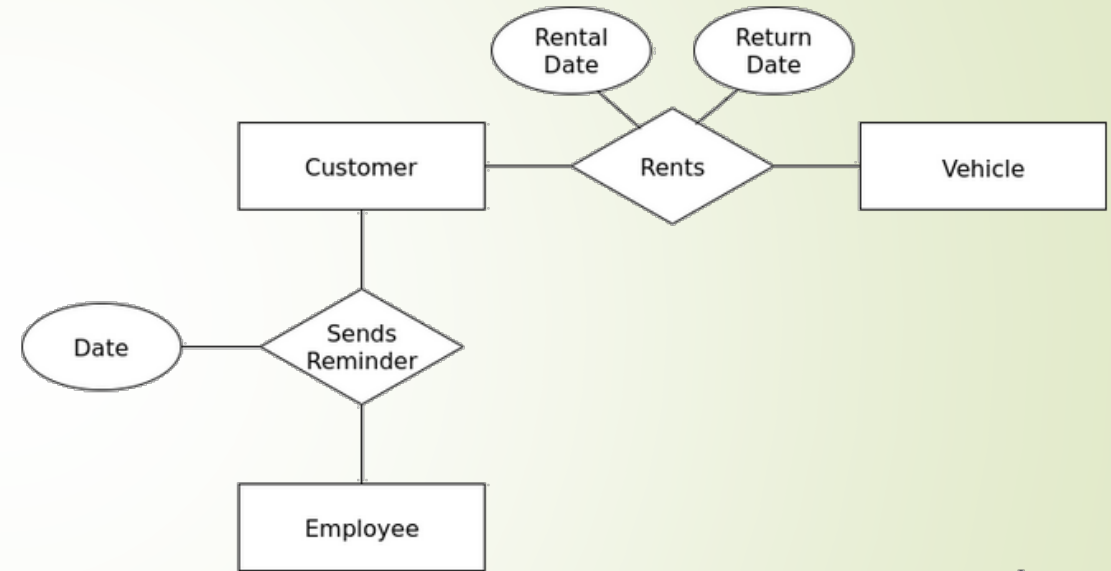 Rental
Date
Return
Date
Customer
Rents
Vehicle
Date
Sends
Reminder
Employee